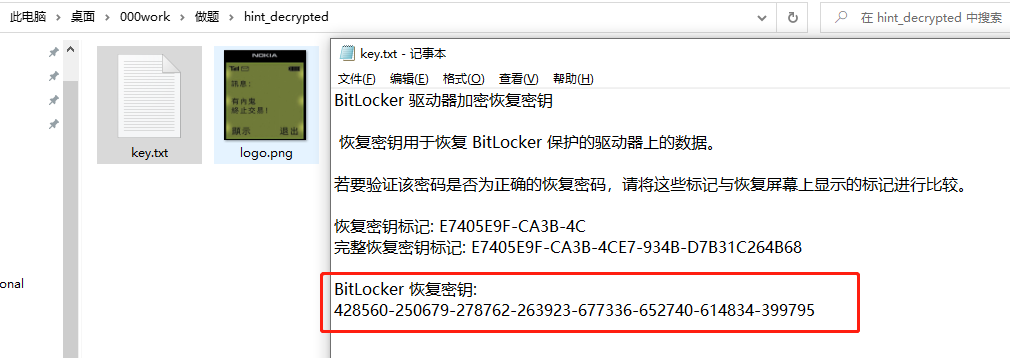 此电脑 > 桌面 > 000work > 做题 > hint_decrypted
在 hint_decrypted 中搜索
key.txt - 记事本
文件(F) 编辑(E) 格式(O) 查看(V) 帮助(H)
NOKIA
Tad
訊息:
有內鬼
終止交易!
顯示 退出
key.txt
logo.png
onal
BitLocker 驱动器加密恢复密钥
恢复密钥用于恢复 BitLocker 保护的驱动器上的数据。
若要验证该密码是否为正确的恢复密码，请将这些标记与恢复屏幕上显示的标记进行比较。
恢复密钥标记: E7405E9F-CA3B-4C
完整恢复密钥标记: E7405E9F-CA3B-4CE7-934B-D7B31C264B68
BitLocker 恢复密钥:
428560-250679-278762-263923-677336-652740-614834-399795